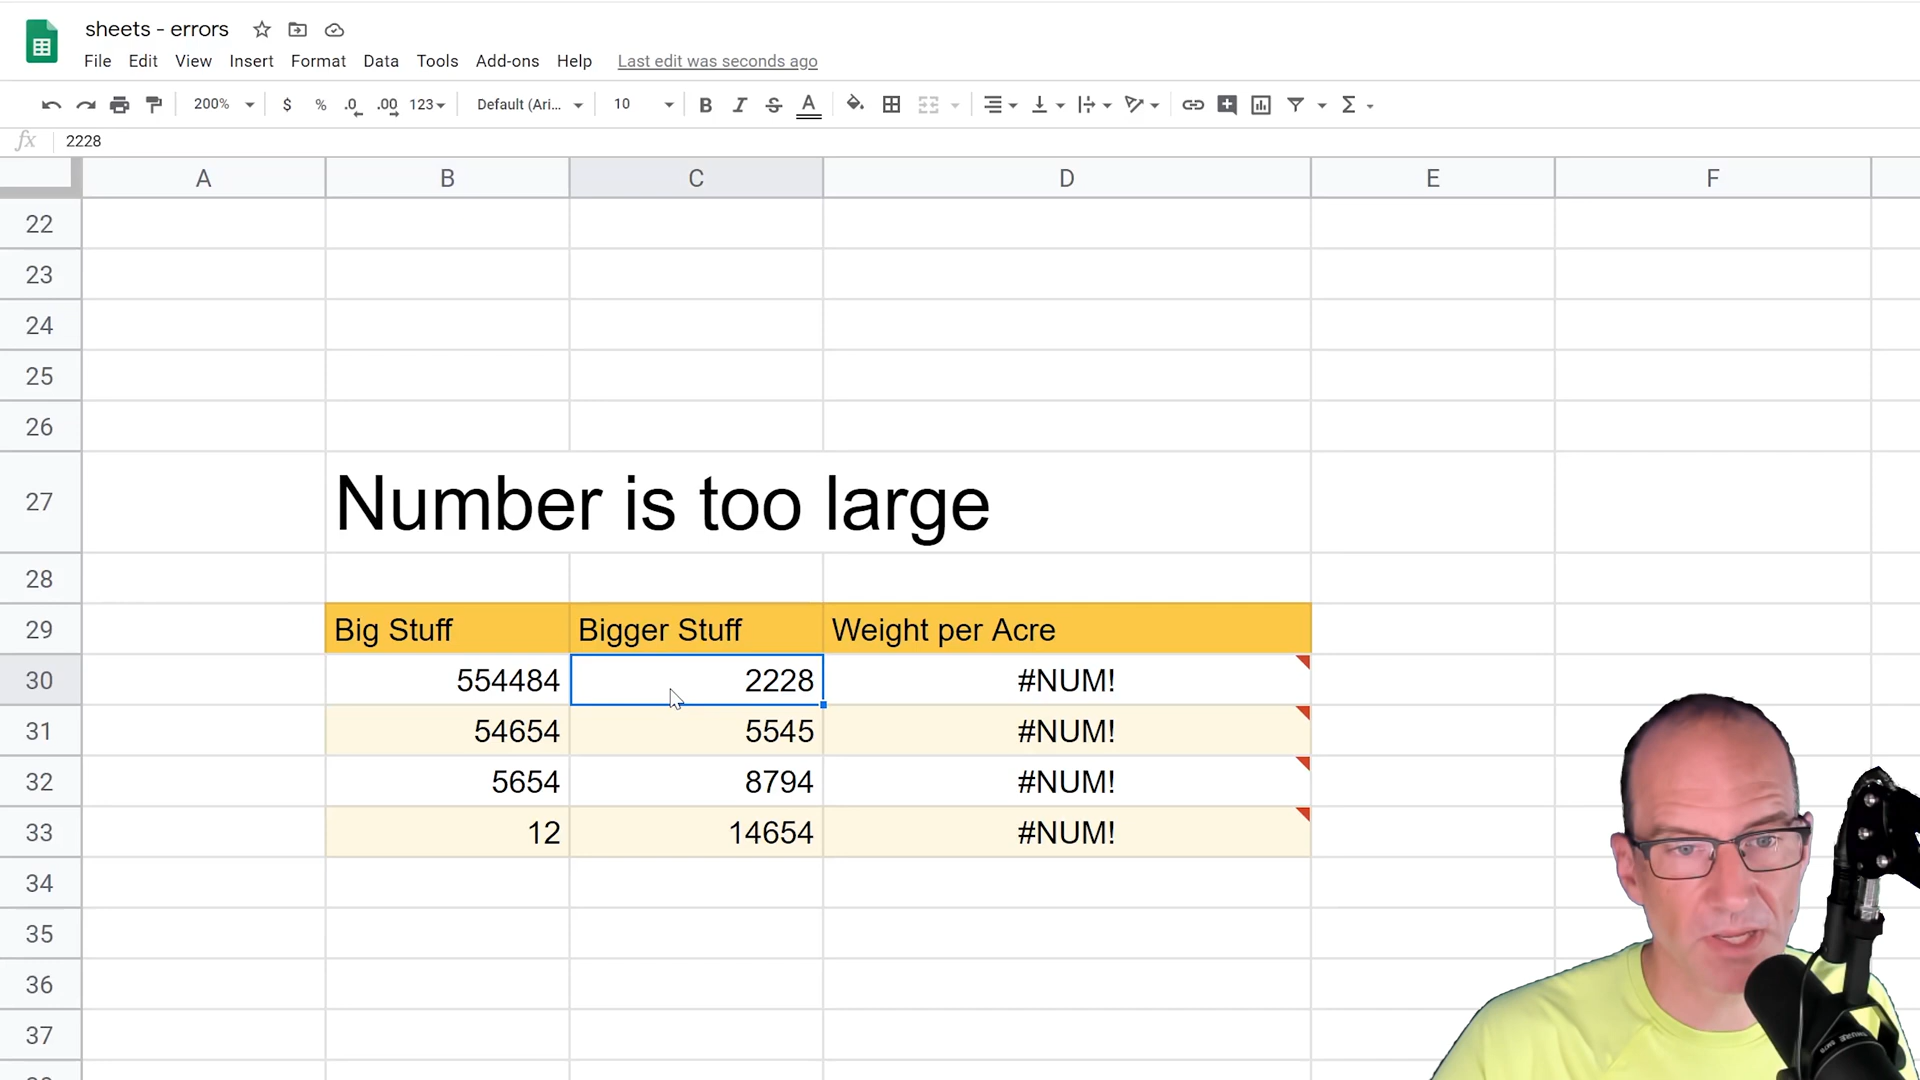 sheets - errors
File Edit View Insert Format Data Tools Add-ons Help Last edit was seconds ago
200% $ % .0 .00 123 Default (Ari... 10 B I S A
fx 2228
A B C D E F
22
23
24
25
26
27 Number is too large
28
29 Big Stuff Bigger Stuff Weight per Acre
30 554484 2228 #NUM!
31 54654 5545 #NUM!
32 5654 8794 #NUM!
33 12 14654 #NUM!
34
35
36
37